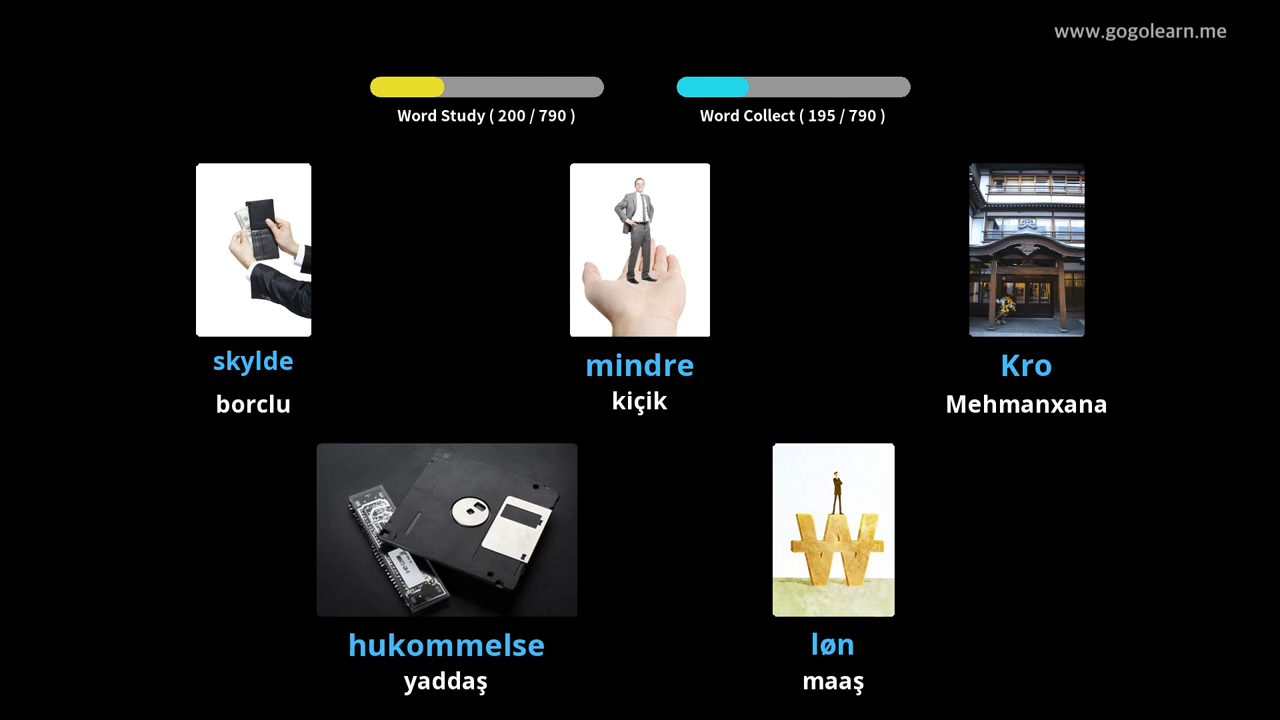 www.gogolearn.me
Word Study ( 200 / 790 )
Word Collect ( 195 / 790 )
skylde
borclu
mindre
kiçik
Kro
Mehmanxana
hukommelse
yaddaş
løn
maaş